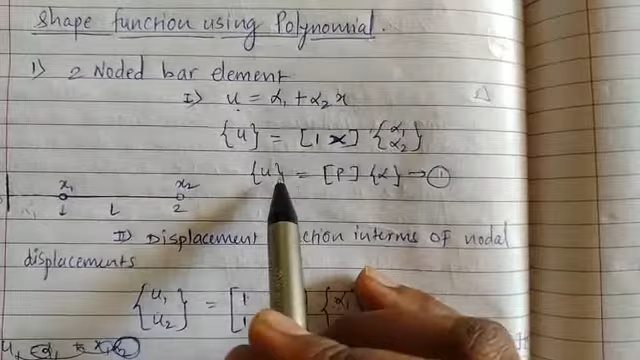 Shape function using Polynomial.
1) 2 Noded bar element
I) u = α₁ + α₂ x
{u} = [1 x] {α₁ α₂}
{u} = [P] {α} → ①
x₁ x₂
1 L 2
II) Displacement interms of nodal
displacements
{u₁ u₂} = [1 1 {α₁